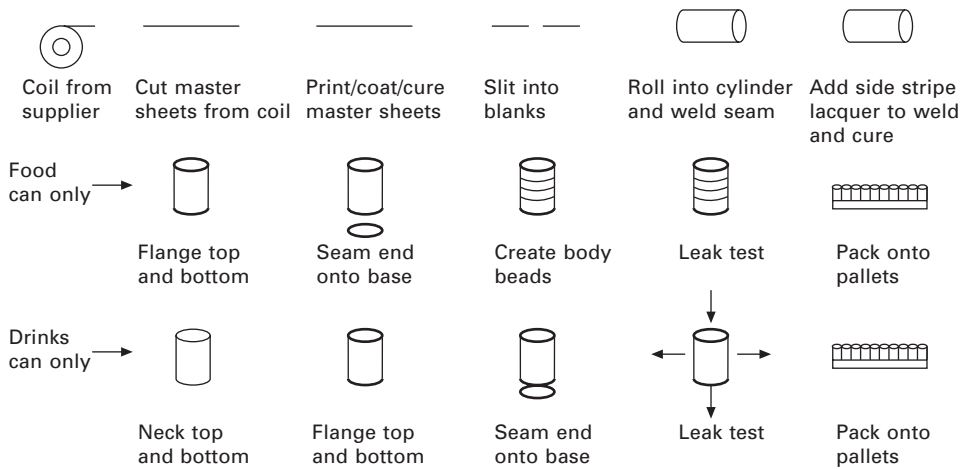 Coil from
supplier
Cut master
sheets from coil
Print/coat/cure
master sheets
Slit into
blanks
Roll into cylinder
and weld seam
Add side stripe
lacquer to weld
and cure
Food
can only
Flange top
and bottom
Seam end
onto base
Create body
beads
Leak test
Pack onto
pallets
Drinks
can only
Neck top
and bottom
Flange top
and bottom
Seam end
onto base
Leak test
Pack onto
pallets